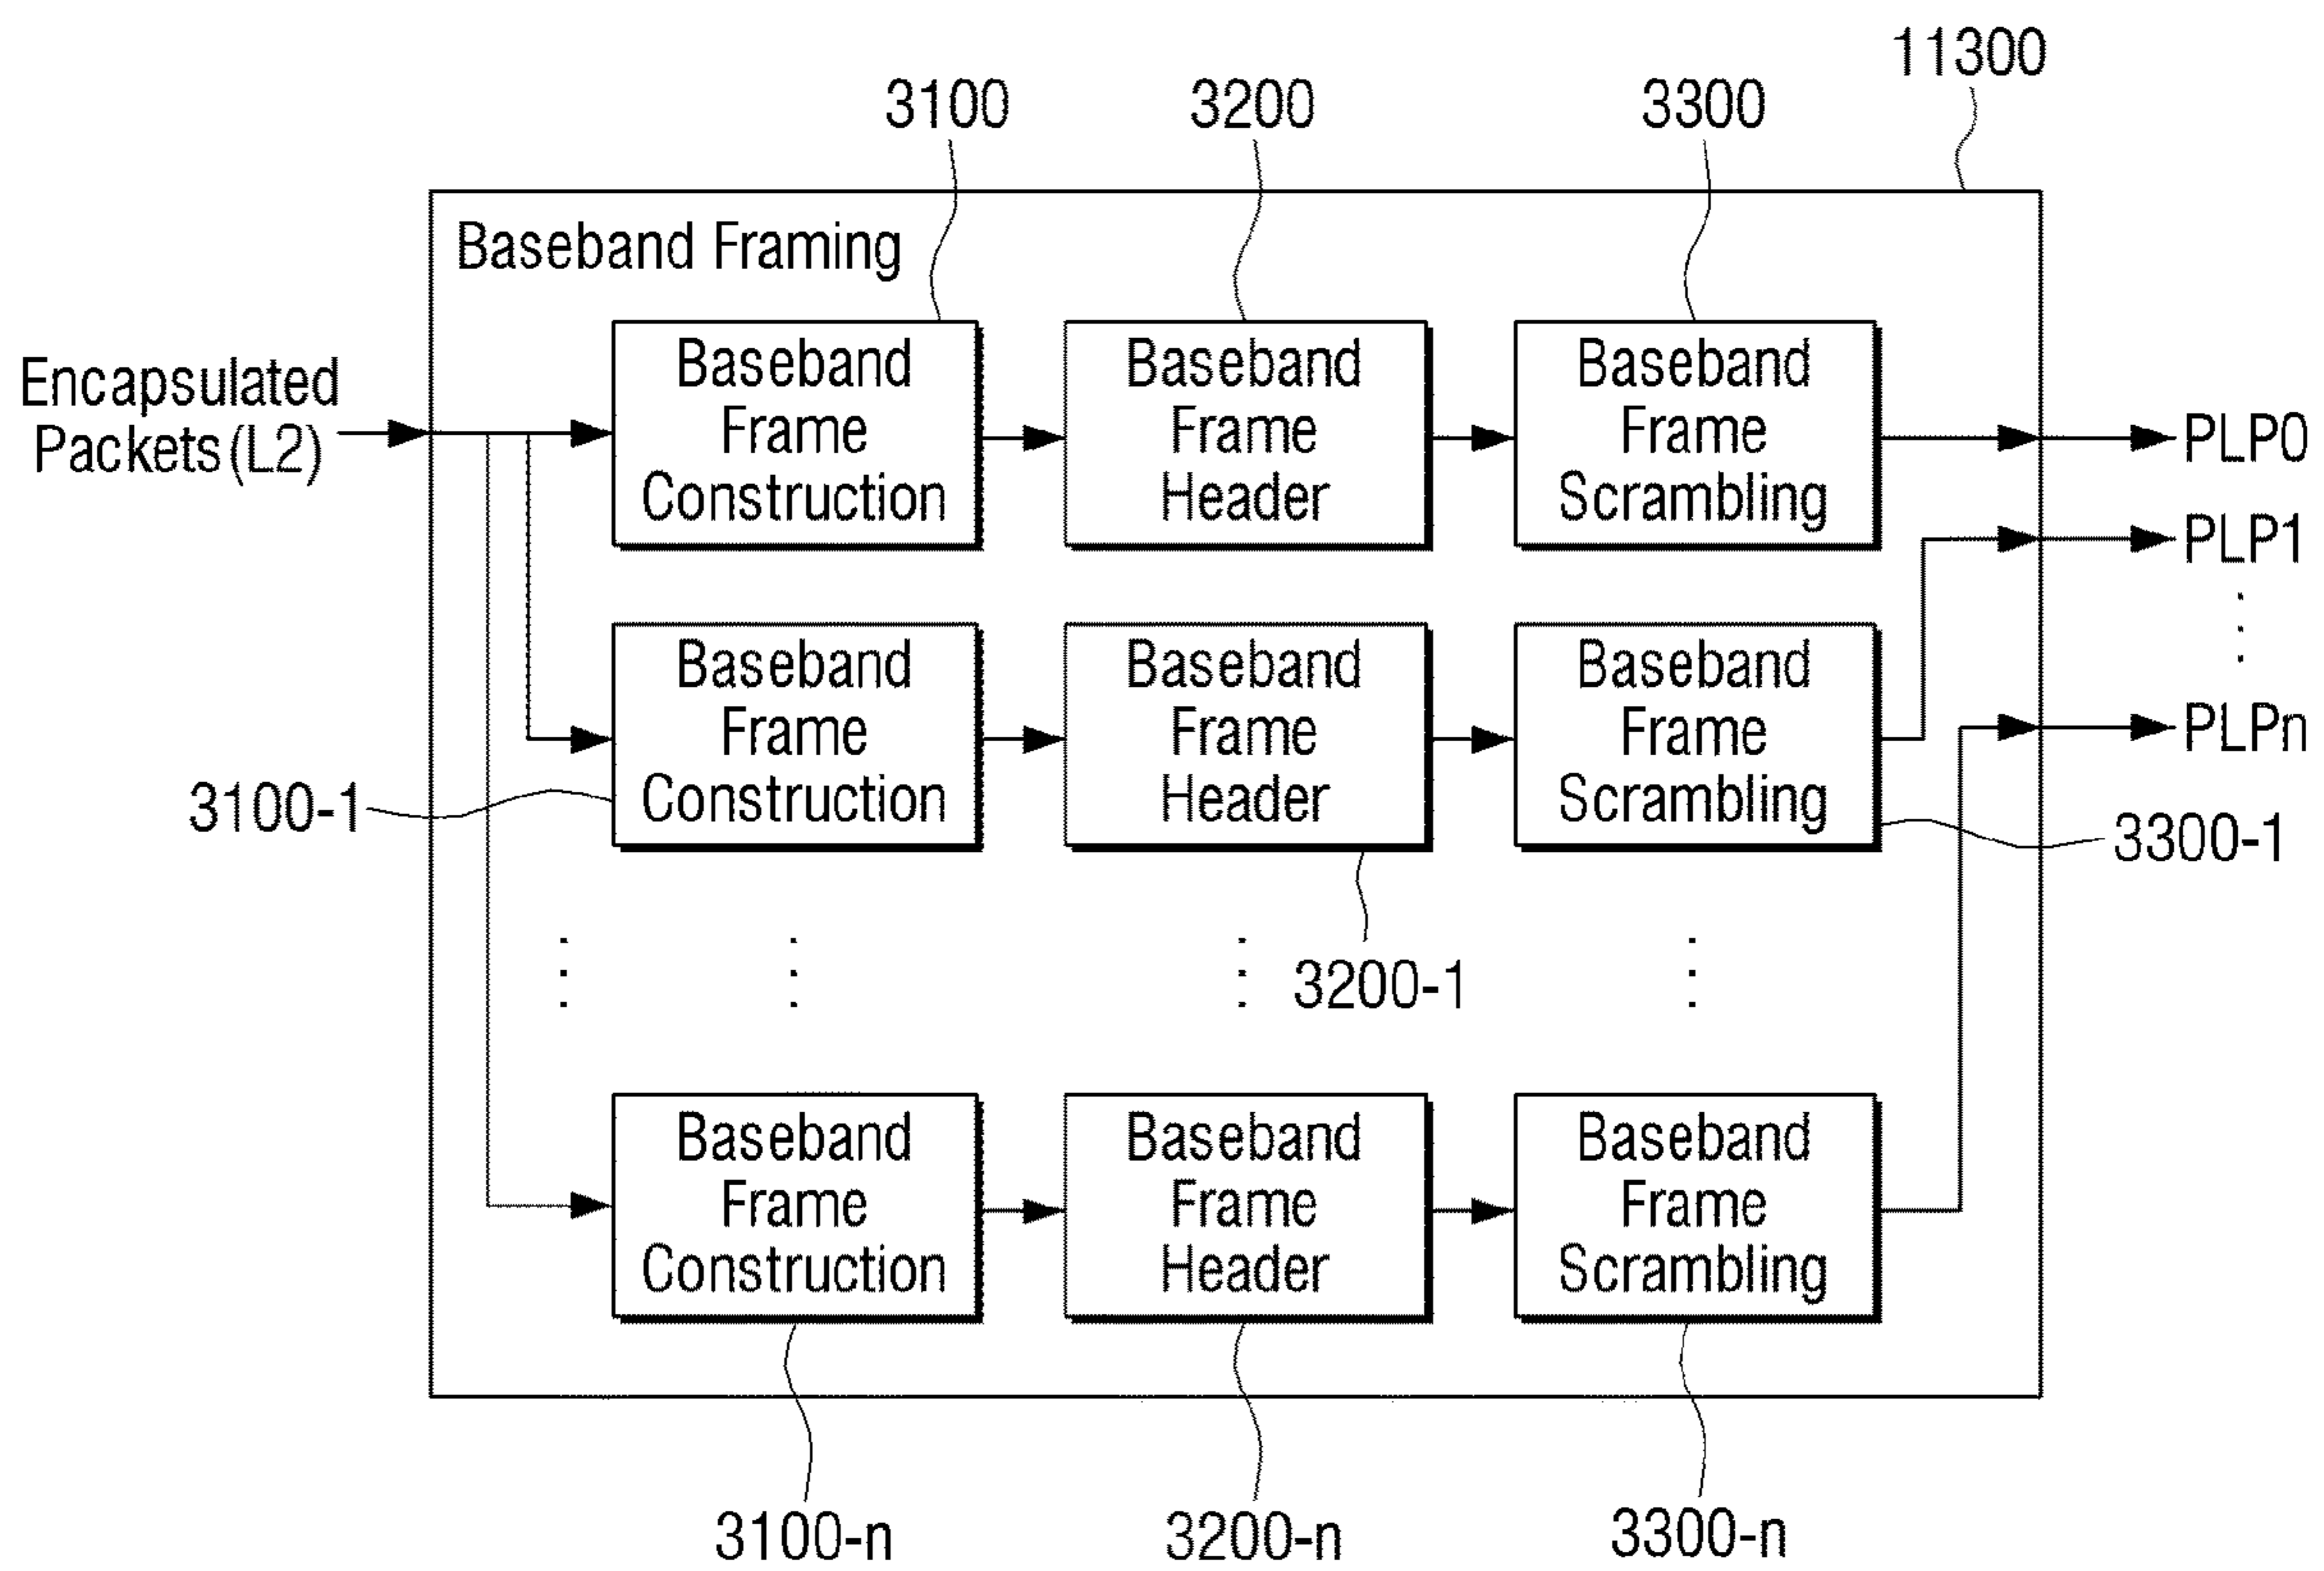 11300
3100
3200
3300
Baseband Framing
Encapsulated
Packets(L2)
Baseband
Frame
Construction
Baseband
Frame
Header
Baseband
Frame
Scrambling
PLP0
PLP1
PLPn
Baseband
Frame
Construction
Baseband
Frame
Header
Baseband
Frame
Scrambling
3100-1
3300-1
3200-1
Baseband
Frame
Construction
Baseband
Frame
Header
Baseband
Frame
Scrambling
3100-n
3200-n
3300-n